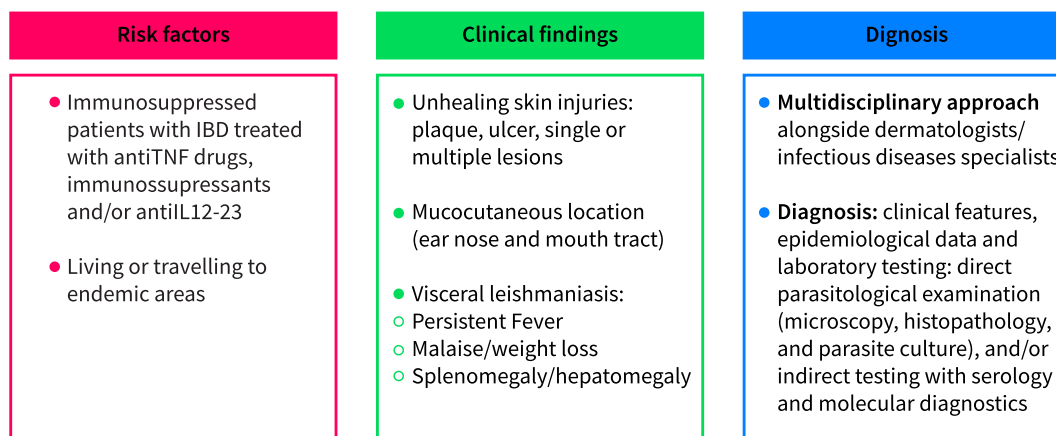 Risk factors
Immunosuppressed
patients with IBD treated
with antiTNF drugs,
immunossupressants
and/or antiIL12-23
Living or travelling to
endemic areas
Clinical findings
Unhealing skin injuries:
plaque, ulcer, single or
multiple lesions
Mucocutaneous location
(ear nose and mouth tract)
Visceral leishmaniasis:
Persistent Fever
Malaise/weight loss
Splenomegaly/hepatomegaly
Dignosis
Multidisciplinary approach
alongside dermatologists/
infectious diseases specialists
Diagnosis: clinical features,
epidemiological data and
laboratory testing: direct
parasitological examination
(microscopy, histopathology,
and parasite culture), and/or
indirect testing with serology
and molecular diagnostics